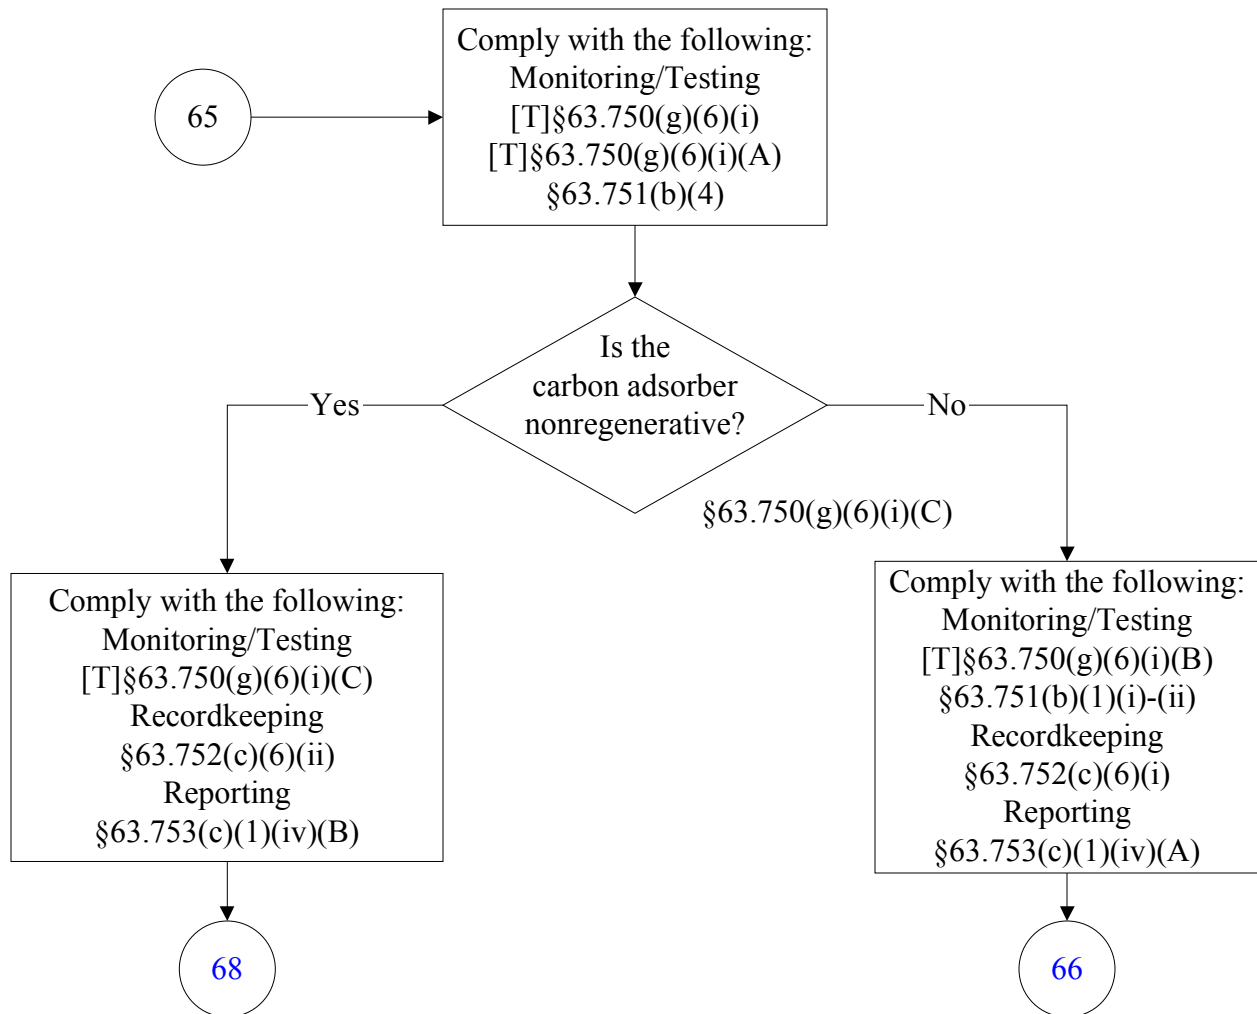 65
Comply with the following:
Monitoring/Testing
[T]§63.750(g)(6)(i)
[T]§63.750(g)(6)(i)(A)
§63.751(b)(4)
Is the
carbon adsorber
nonregenerative?
Yes
No
§63.750(g)(6)(i)(C)
Comply with the following:
Monitoring/Testing
[T]§63.750(g)(6)(i)(C)
Recordkeeping
§63.752(c)(6)(ii)
Reporting
§63.753(c)(1)(iv)(B)
68
Comply with the following:
Monitoring/Testing
[T]§63.750(g)(6)(i)(B)
§63.751(b)(1)(i)-(ii)
Recordkeeping
§63.752(c)(6)(i)
Reporting
§63.753(c)(1)(iv)(A)
66